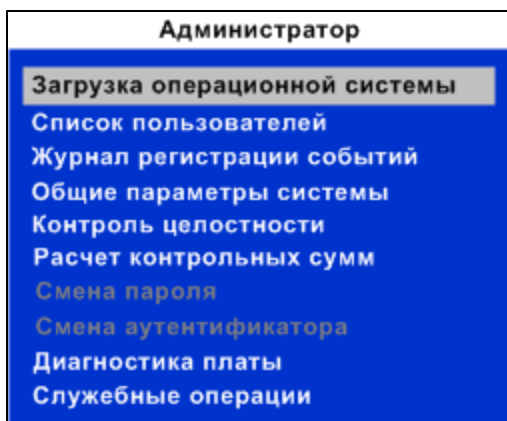 Администратор
Загрузка операционной системы
Список пользователей
Журнал регистрации событий
Общие параметры системы
Контроль целостности
Расчет контрольных сумм
Смена пароля
Смена аутентификатора
Диагностика платы
Служебные операции